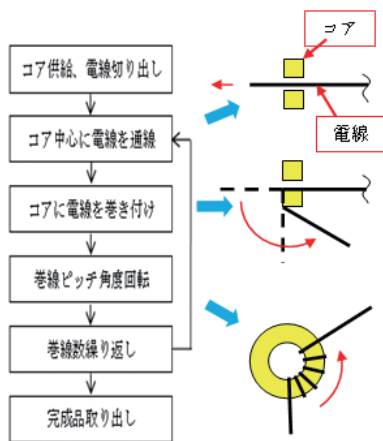 コア供給、電線切り出し
コア中心に電線を通線
コアに電線を巻き付け
巻線ピッチ角度回転
巻線数繰り返し
完成品取り出し
コア
電線